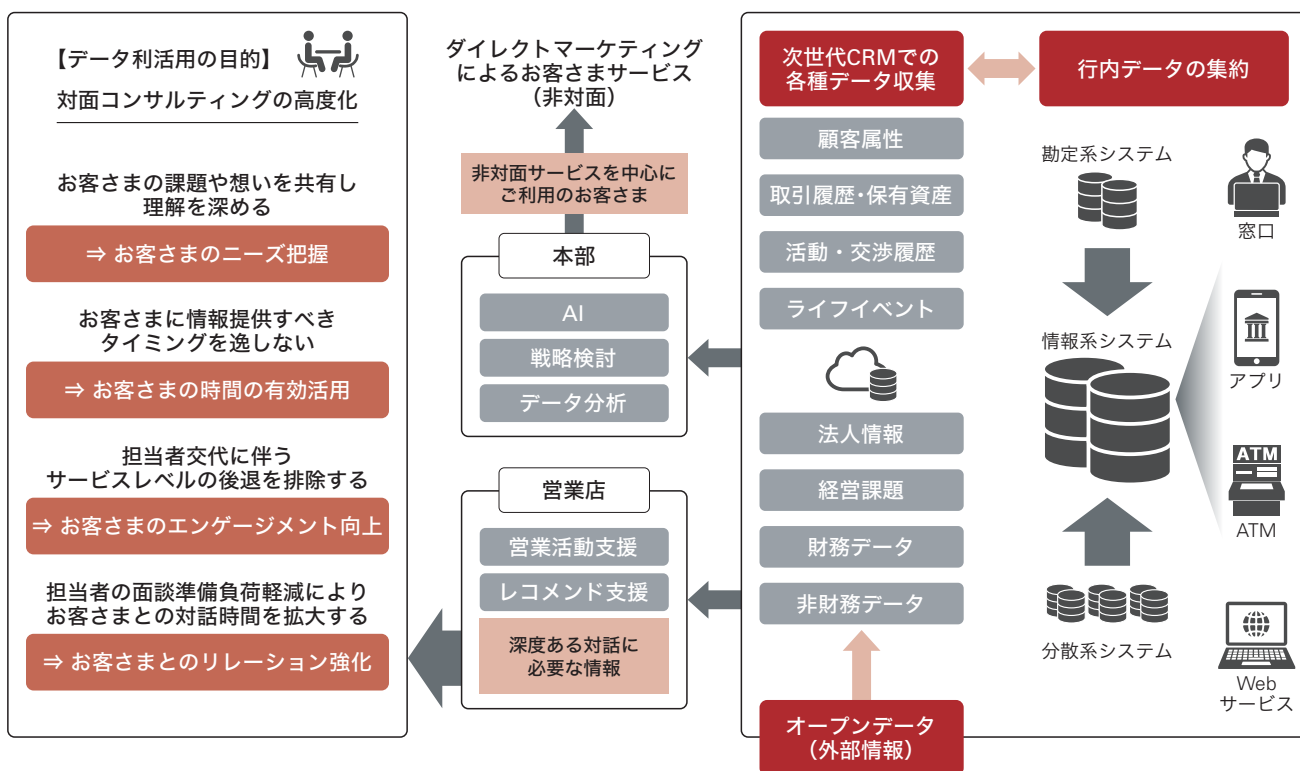 【データ利活用の目的】
対面コンサルティングの高度化
お客さまの課題や想いを共有し
理解を深める
⇒ お客さまのニーズ把握
お客さまに情報提供すべき
タイミングを逸しない
⇒ お客さまの時間の有効活用
担当者交代に伴う
サービスレベルの後退を排除する
⇒ お客さまのエンゲージメント向上
担当者の面談準備負荷軽減により
お客さまとの対話時間を拡大する
⇒ お客さまとのリレーション強化
ダイレクトマーケティング
によるお客さまサービス
（非対面）
非対面サービスを中心に
ご利用のお客さま
本部
AI
戦略検討
データ分析
営業店
営業活動支援
レコメンド支援
深度ある対話に
必要な情報
次世代CRMでの
各種データ収集
顧客属性
取引履歴・保有資産
活動・交渉履歴
ライフイベント
法人情報
経営課題
財務データ
非財務データ
オープンデータ
（外部情報）
行内データの集約
勘定系システム
情報系システム
分散系システム
窓口
アプリ
ATM
ATM
Web
サービス